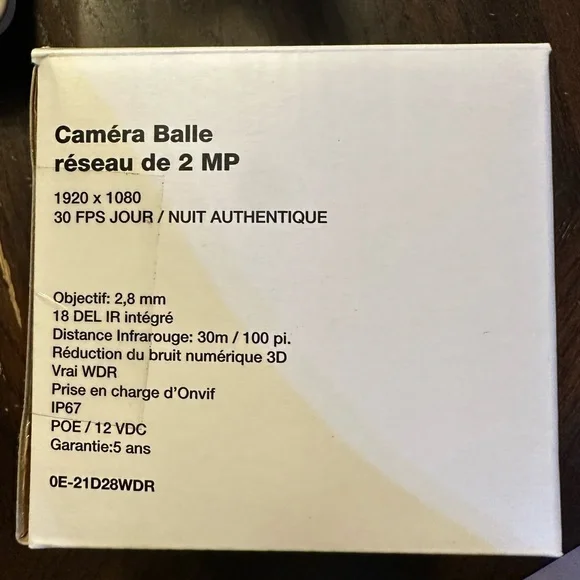 Caméra Balle
réseau de 2 MP
1920 x 1080
30 FPS JOUR / NUIT AUTHENTIQUE
Objectif: 2,8 mm
18 DEL IR intégré
Distance Infrarouge: 30m / 100 pi.
Réduction du bruit numérique 3D
Vrai WDR
Prise en charge d'Onvif
IP67
POE / 12 VDC
Garantie:5 ans
0E-21D28WDR